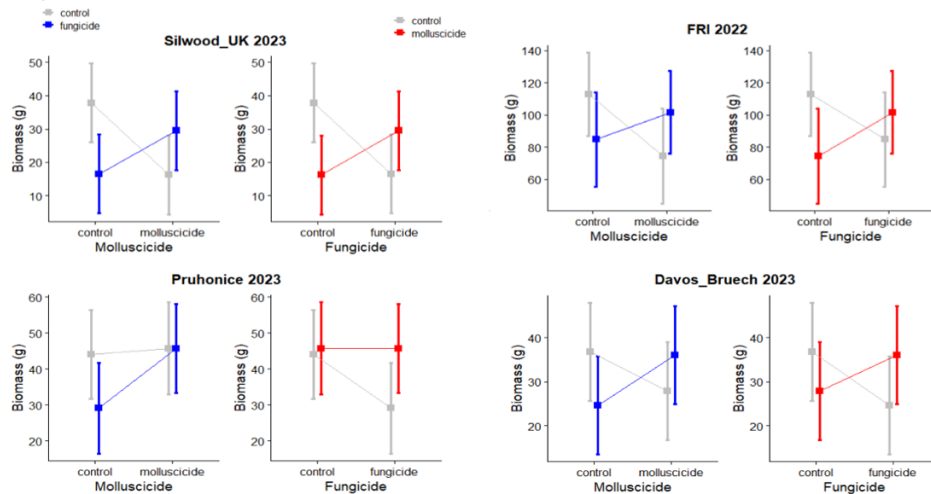 control
fungicide
control
molluscicide
Silwood_UK 2023
Biomass (g)
50
40
30
20
10
control molluscicide
Molluscicide
Biomass (g)
50
40
30
20
10
control fungicide
Fungicide
FRI 2022
Biomass (g)
140
120
100
80
60
control molluscicide
Molluscicide
Biomass (g)
140
120
100
80
60
control fungicide
Fungicide
Pruhonice 2023
Biomass (g)
60
50
40
30
20
control molluscicide
Molluscicide
Biomass (g)
60
50
40
30
20
control fungicide
Fungicide
Davos_Bruech 2023
Biomass (g)
40
30
20
control molluscicide
Molluscicide
Biomass (g)
40
30
20
control fungicide
Fungicide